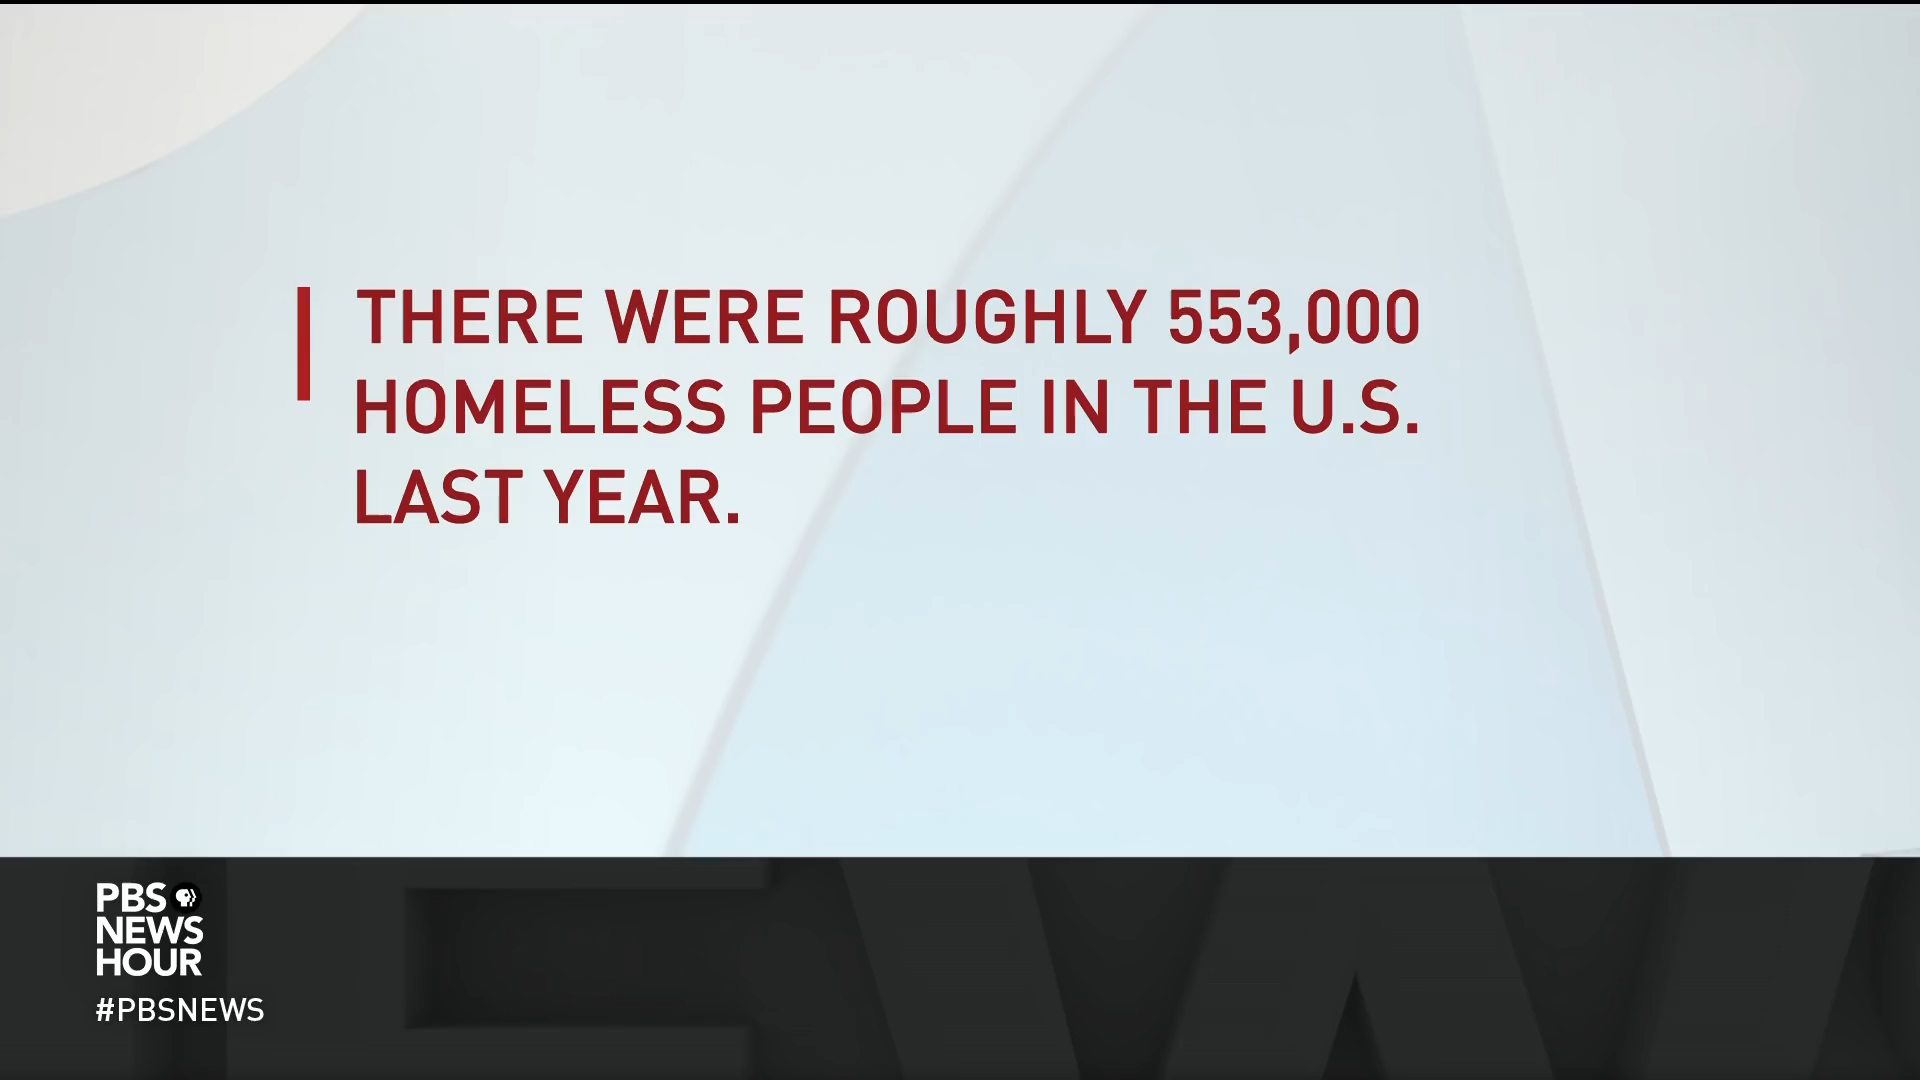 THERE WERE ROUGHLY 553,000
HOMELESS PEOPLE IN THE U.S.
LAST YEAR.
PBS
NEWS
HOUR
#PBSNEWS